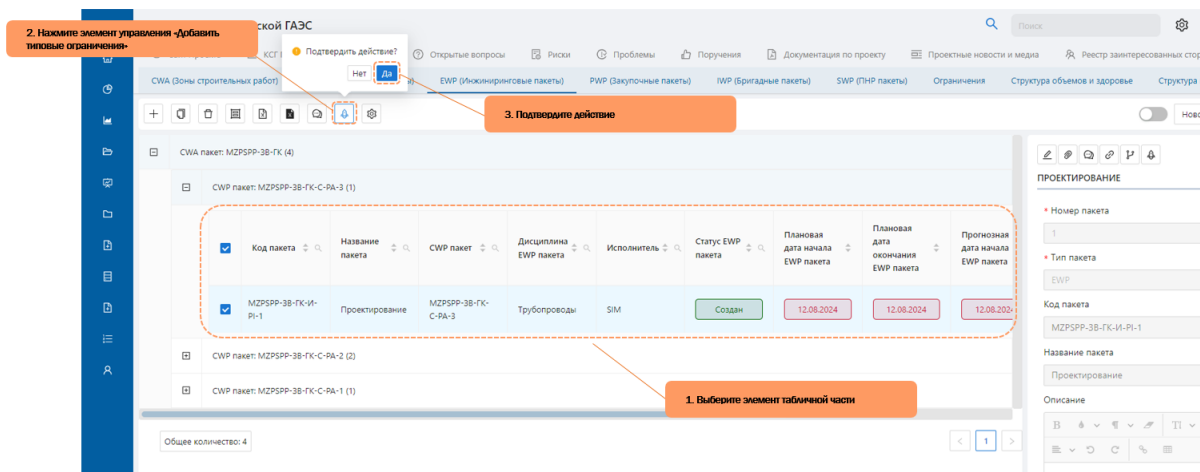 2. Нажмите элемент управления «Добавить
типовые ограничения»
ской ГАЭС
Поиск
Подтвердить действие?
Нет
Да
КСГ
Открытые вопросы
Риски
Проблемы
Поручения
Документация по проекту
Проектные новости и медиа
Реестр заинтересованных стор
CWA (Зоны строительных работ)
EWP (Инжиниринговые пакеты)
PWP (Закупочные пакеты)
IWP (Бригадные пакеты)
SWP (ПНР пакеты)
Ограничения
Структура объемов и здоровье
Структура
3. Подтвердите действие
Ново
CWA пакет: MZPSPP-ЗВ-ГК (4)
CWP пакет: MZPSPP-ЗВ-ГК-С-РА-3 (1)
Код пакета
Название
пакета
CWP пакет
Дисциплина
EWP пакета
Исполнитель
Статус EWP
пакета
Плановая
дата начала
EWP пакета
Плановая
дата
окончания
EWP пакета
Прогнозная
дата начала
EWP пакета
MZPSPP-ЗВ-ГК-И-
PI-1
Проектирование
MZPSPP-ЗВ-ГК-
С-РА-3
Трубопроводы
SIM
Создан
12.08.2024
12.08.2024
12.08.2024
CWP пакет: MZPSPP-ЗВ-ГК-С-РА-2 (2)
CWP пакет: MZPSPP-ЗВ-ГК-С-РА-1 (1)
1. Выберите элемент табличной части
Общее количество: 4
1
ПРОЕКТИРОВАНИЕ
* Номер пакета
1
* Тип пакета
EWP
Код пакета
MZPSPP-ЗВ-ГК-И-PI-1
Название пакета
Проектирование
Описание